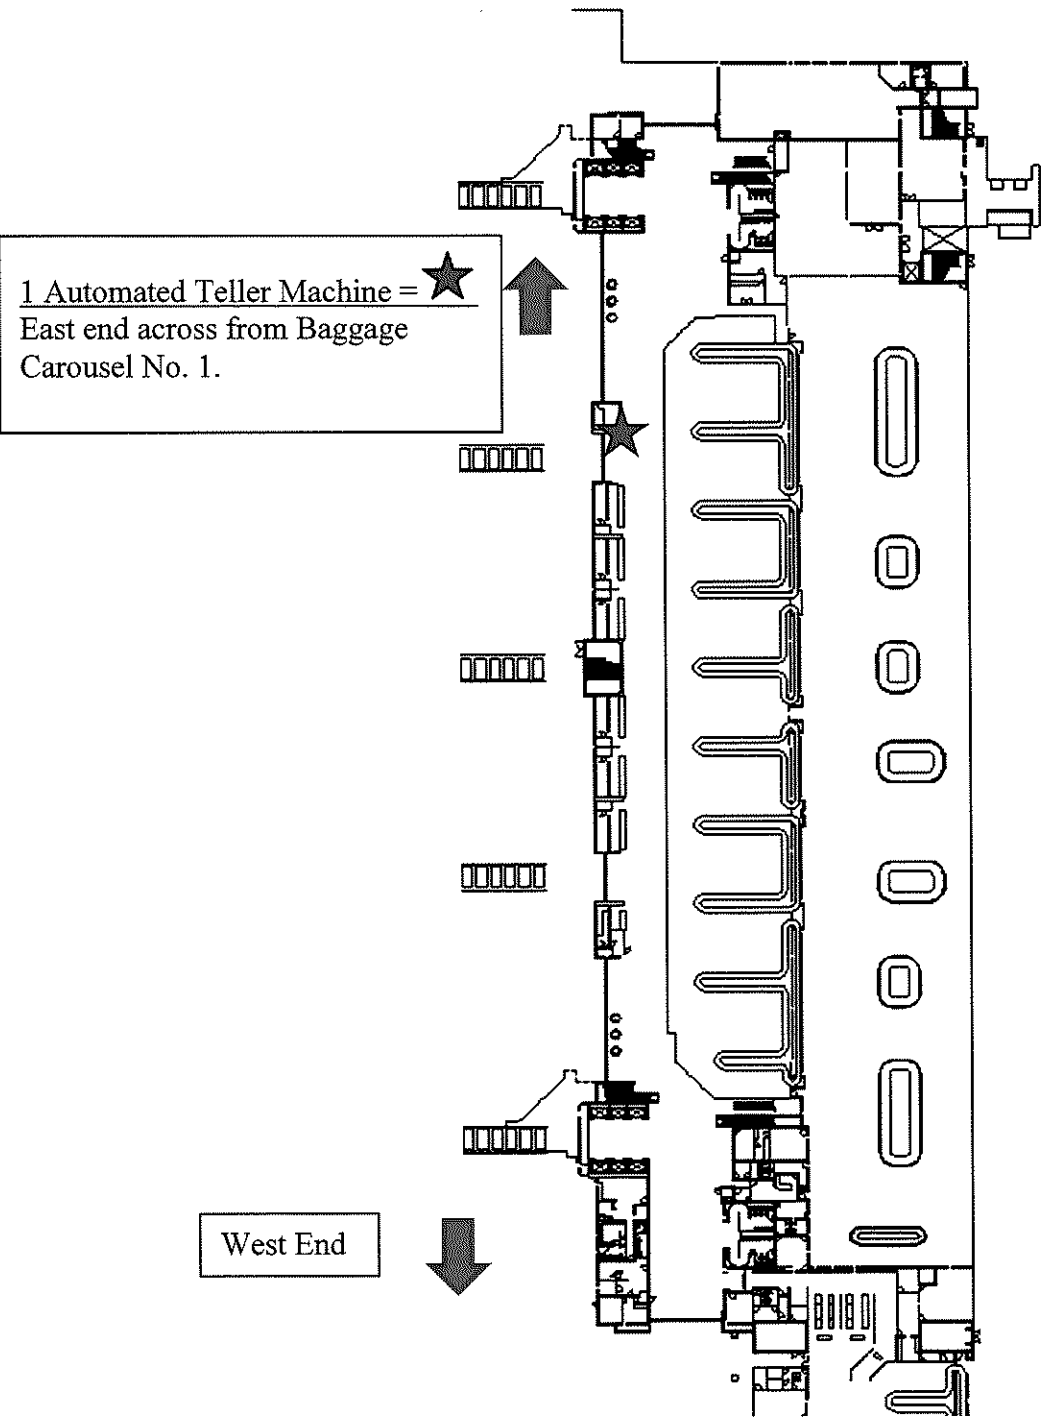 1 Automated Teller Machine = ★
East end across from Baggage
Carousel No. 1.
West End